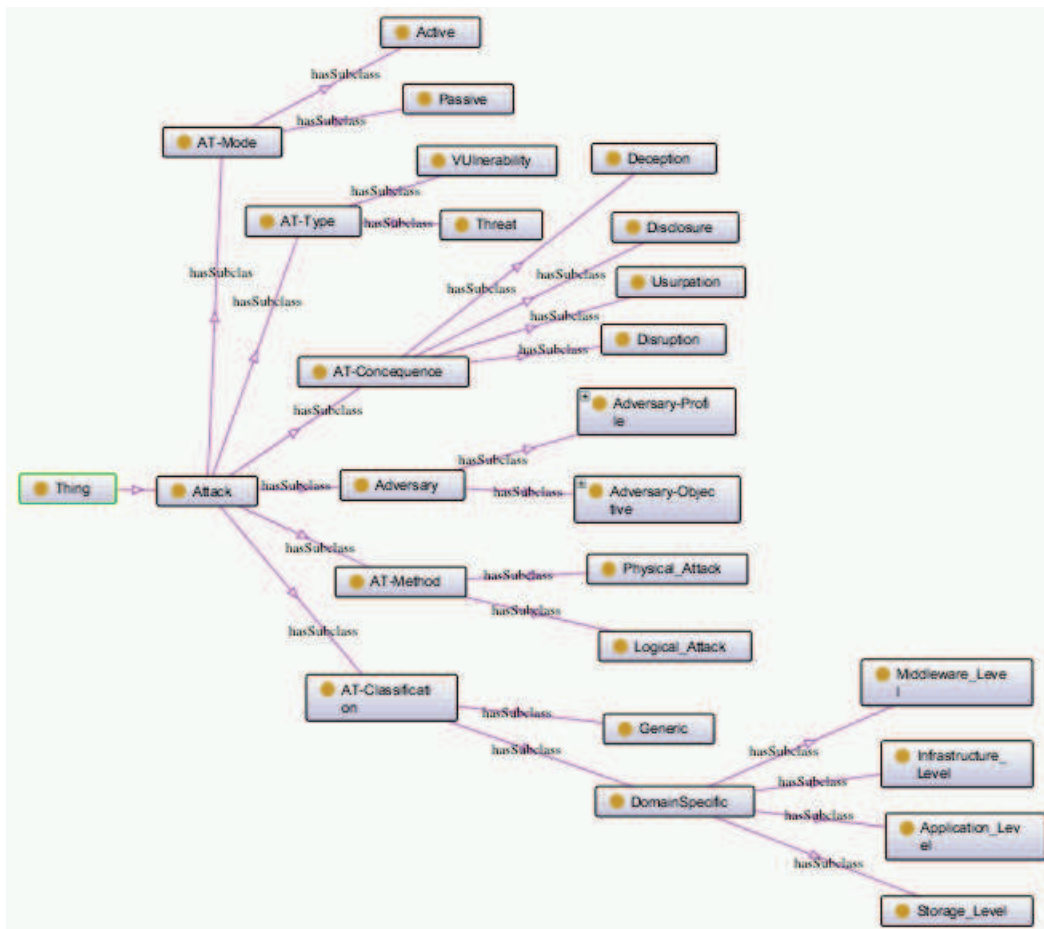 Active
hasSubclass
Passive
hasSubclass
AT-Mode
VUlnerability
Deception
hasSubclass
AT-Type
hasSubclass
Threat
Disclosure
hasSubclas
hasSubclass
Usurpation
hasSubclass
hasSubclass
hasSubclass
Disruption
hasSubclass
AT-Concequence
hasSubclass
Adversary-Profi
le
hasSubclass
Thing
Attack
hasSubclass
Adversary
hasSubclass
Adversary-Objec
tive
hasSubclass
AT-Method
hasSubclass
Physical_Attack
hasSubclass
hasSubclass
Logical_Attack
AT-Classificati
on
hasSubclass
Generic
Middleware_Leve
l
hasSubclass
hasSubclass
Infrastructure_
Level
hasSubclass
DomainSpecific
hasSubclass
Application_Lev
el
hasSubclass
Storage_Level